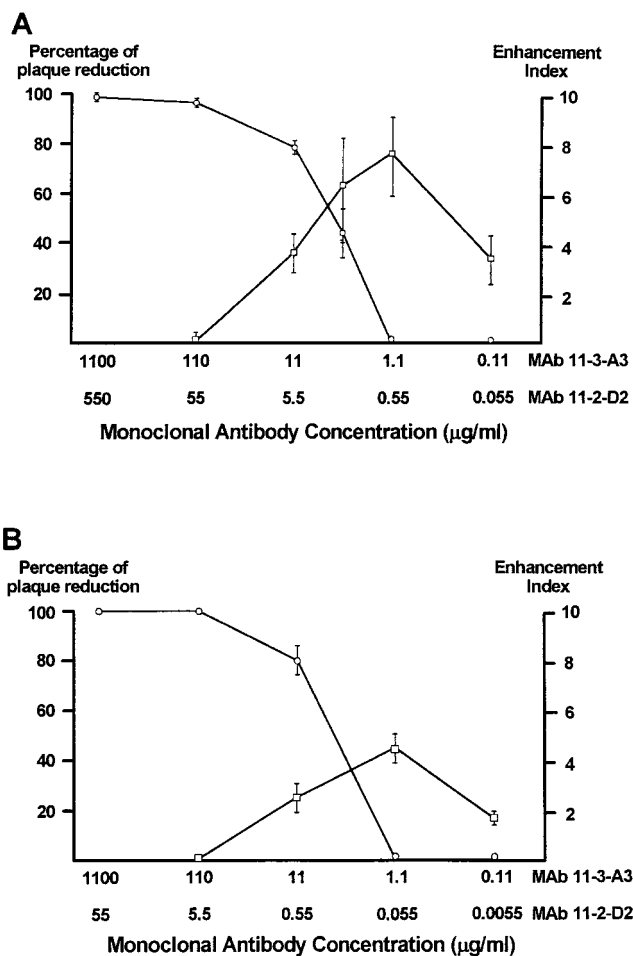 A
Percentage of
plaque reduction
Enhancement
Index
100
80
60
40
20
10
8
6
4
2
1100 110 11 1.1 0.11 MAb 11-3-A3
550 55 5.5 0.55 0.055 MAb 11-2-D2
Monoclonal Antibody Concentration (μg/ml)
B
Percentage of
plaque reduction
Enhancement
Index
100
80
60
40
20
10
8
6
4
2
1100 110 11 1.1 0.11 MAb 11-3-A3
55 5.5 0.55 0.055 0.0055 MAb 11-2-D2
Monoclonal Antibody Concentration (μg/ml)